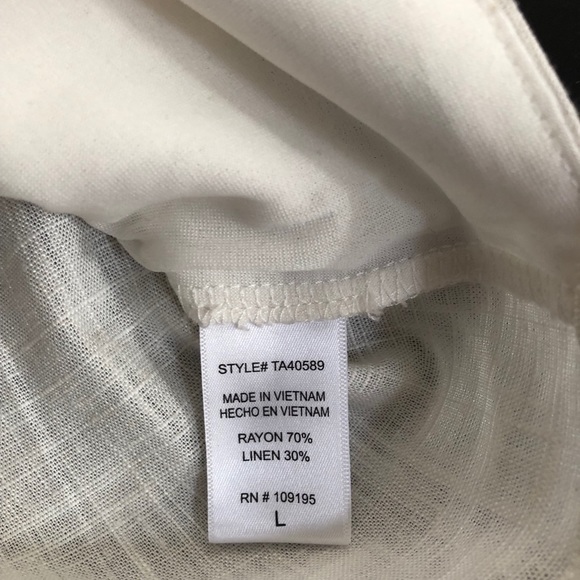 STYLE# TA40589
MADE IN VIETNAM
HECHO EN VIETNAM
RAYON 70%
LINEN 30%
RN # 109195
L